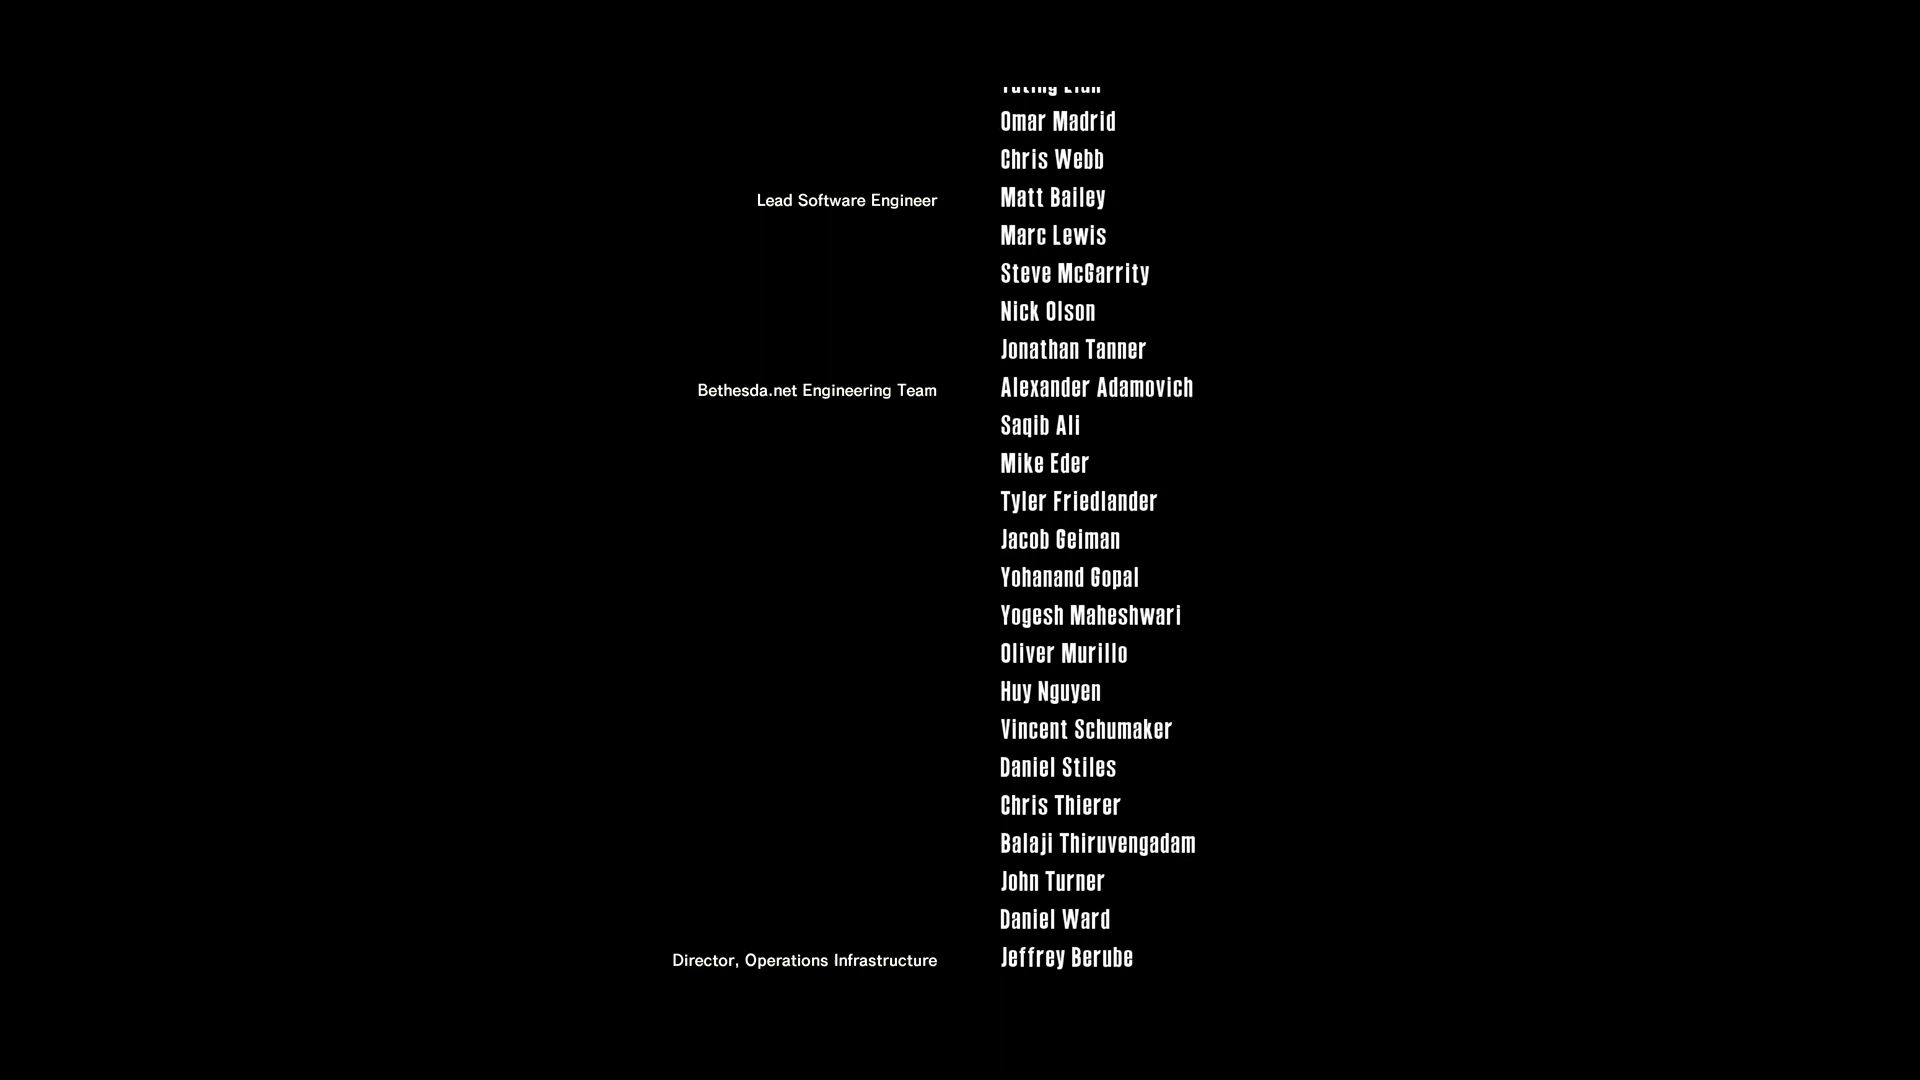 Omar Madrid
Chris Webb
Lead Software Engineer Matt Bailey
Marc Lewis
Steve McGarrity
Nick Olson
Jonathan Tanner
Bethesda.net Engineering Team Alexander Adamovich
Saqib Ali
Mike Eder
Tyler Friedlander
Jacob Geiman
Yohanand Gopal
Yogesh Maheshwari
Oliver Murillo
Huy Nguyen
Vincent Schumaker
Daniel Stiles
Chris Thierer
Balaji Thiruvengadam
John Turner
Daniel Ward
Director, Operations Infrastructure Jeffrey Berube